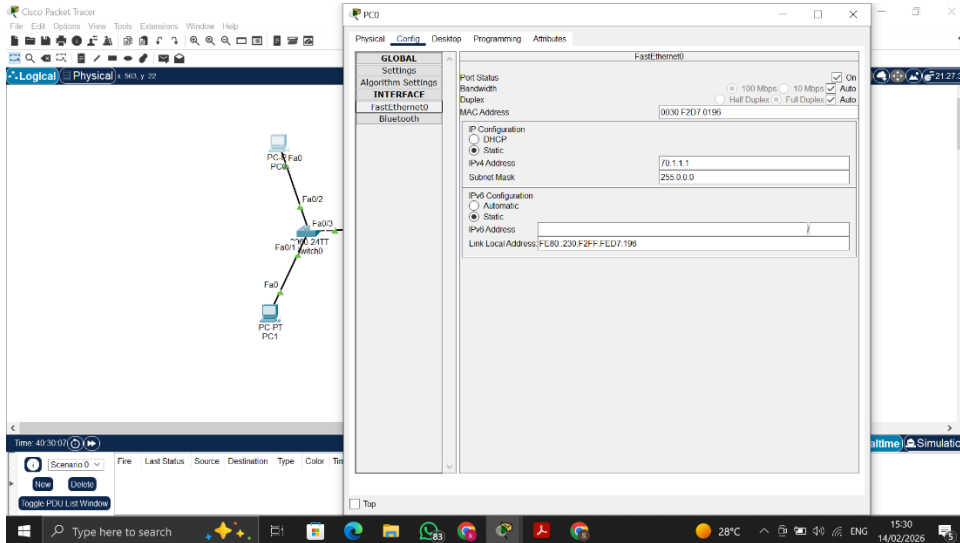 Cisco Packet Tracer
File Edit Options View Tools Extensions Window Help
Logical Physical x: 563, y: 22
PC0
Physical Config Desktop Programming Attributes
GLOBAL
Settings
Algorithm Settings
INTERFACE
FastEthernet0
Bluetooth
FastEthernet0
Port Status On
Bandwidth 100 Mbps 10 Mbps Auto
Duplex Half Duplex Full Duplex Auto
MAC Address 0030.F2D7.0196
IP Configuration
DHCP
Static
IPv4 Address 70.1.1.1
Subnet Mask 255.0.0.0
IPv6 Configuration
Automatic
Static
IPv6 Address /
Link Local Address: FE80::230:F2FF:FED7:196
Top
21:27:
Fa0
PC0
Fa0/2
Fa0/3
24TT
Fa0/1
Fa0
PC-PT
PC1
Time: 40:30:07
Simulatio
Scenario 0
Fire Last Status Source Destination Type Color Tim
New Delete
Toggle PDU List Window
Type here to search
83
28°C
ENG
15:30
14/02/2026
5